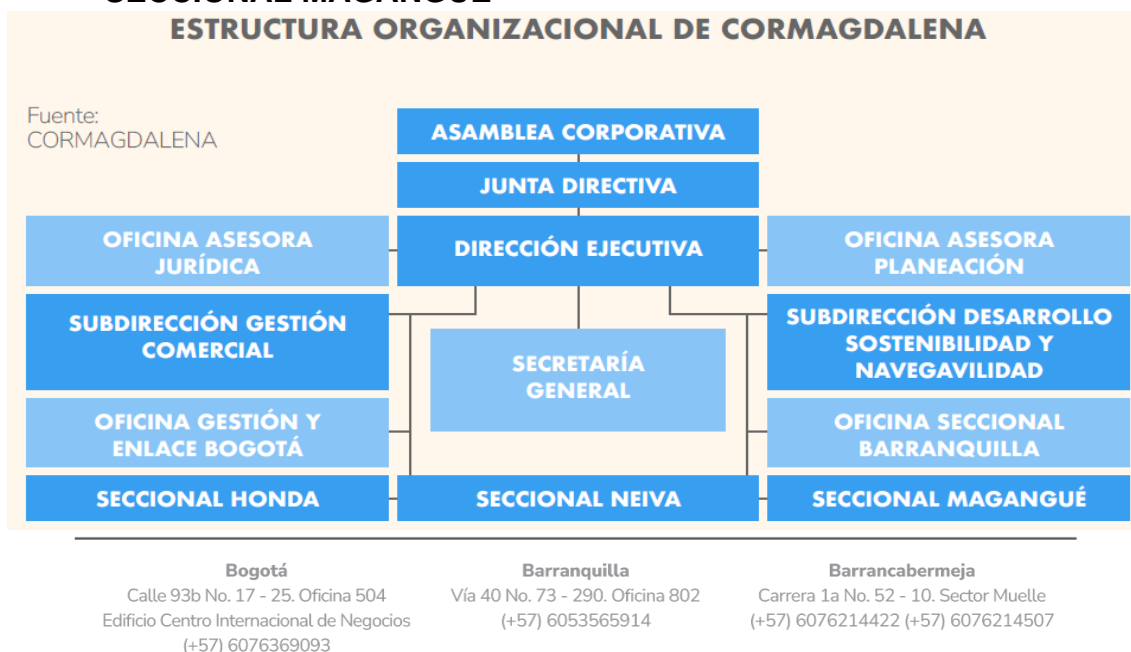 SECCIONAL MAGANGUÉ
ESTRUCTURA ORGANIZACIONAL DE CORMAGDALENA
Fuente:
CORMAGDALENA
ASAMBLEA CORPORATIVA
JUNTA DIRECTIVA
OFICINA ASESORA
JURÍDICA
DIRECCIÓN EJECUTIVA
OFICINA ASESORA
PLANEACIÓN
SUBDIRECCIÓN GESTIÓN
COMERCIAL
SECRETARÍA
GENERAL
SUBDIRECCIÓN DESARROLLO
SOSTENIBILIDAD Y
NAVEGAVILIDAD
OFICINA GESTIÓN Y
ENLACE BOGOTÁ
OFICINA SECCIONAL
BARRANQUILLA
SECCIONAL HONDA
SECCIONAL NEIVA
SECCIONAL MAGANGUÉ
Bogotá
Calle 93b No. 17 - 25. Oficina 504
Edificio Centro Internacional de Negocios
(+57) 6076369093
Barranquilla
Vía 40 No. 73 - 290. Oficina 802
(+57) 6053565914
Barrancabermeja
Carrera 1a No. 52 - 10. Sector Muelle
(+57) 6076214422 (+57) 6076214507